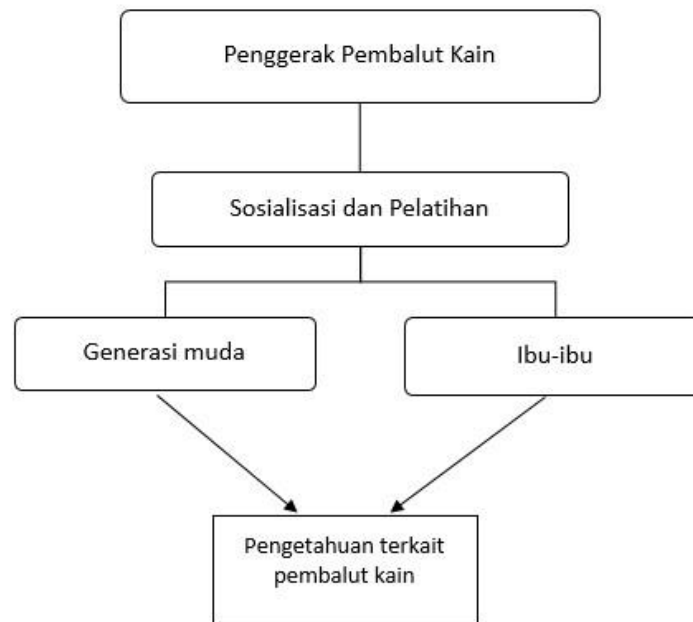 Penggerak Pembalut Kain
Sosialisasi dan Pelatihan
Generasi muda
Ibu-ibu
Pengetahuan terkait
pembalut kain